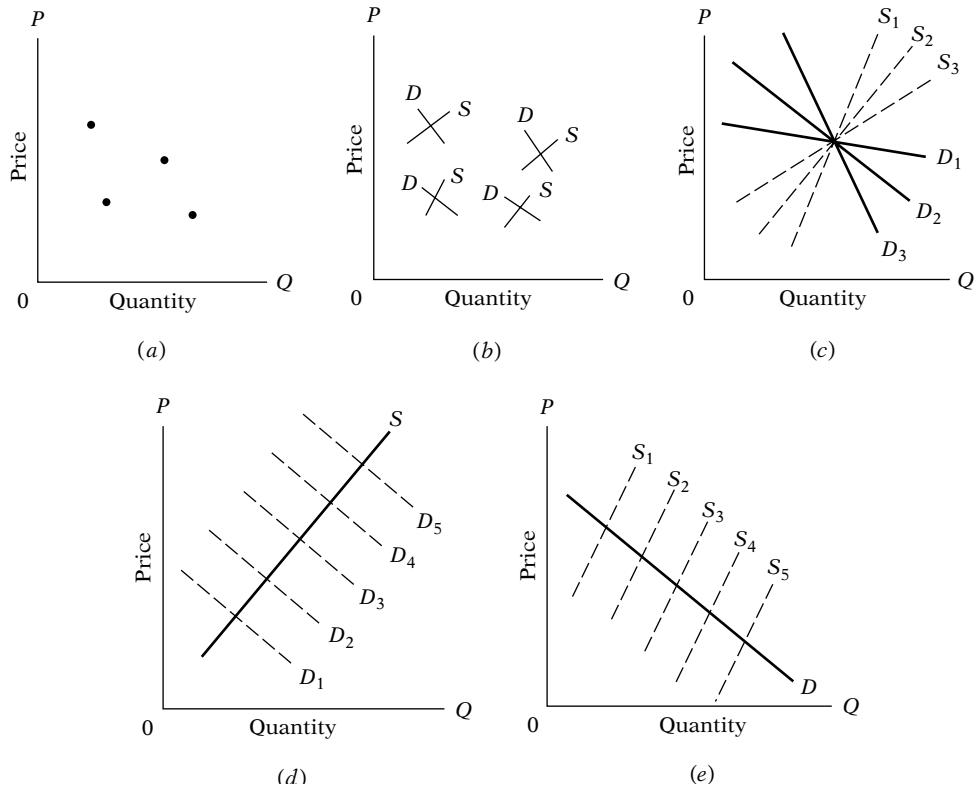 P
Price
0
Quantity
Q
(a)
P
Price
D
S
D
S
D
S
D
S
0
Quantity
Q
(b)
P
Price
S1
S2
S3
D1
D2
D3
0
Quantity
Q
(c)
P
Price
S
D5
D4
D3
D2
D1
0
Quantity
Q
(d)
P
Price
S1
S2
S3
S4
S5
D
0
Quantity
Q
(e)